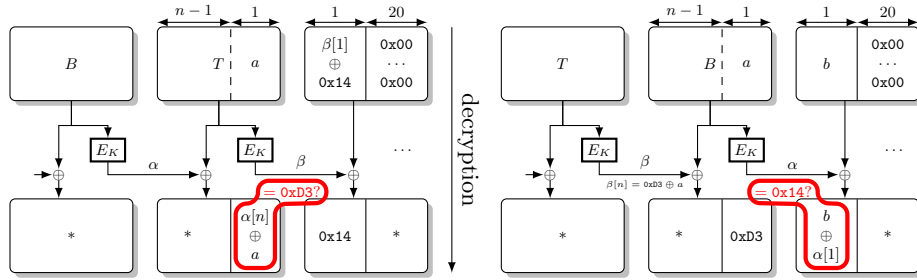 n − 1 1 1 20
B T a β[1] ⊕ 0x14 0x00 ··· 0x00
E_K E_K
α β ···
= 0xD3?
* * α[n] ⊕ a 0x14 *
decryption
n − 1 1 1 20
T B a b 0x00 ··· 0x00
E_K E_K
β α ···
β[n] = 0xD3 ⊕ a
= 0x14?
* * 0xD3 b ⊕ α[1] *